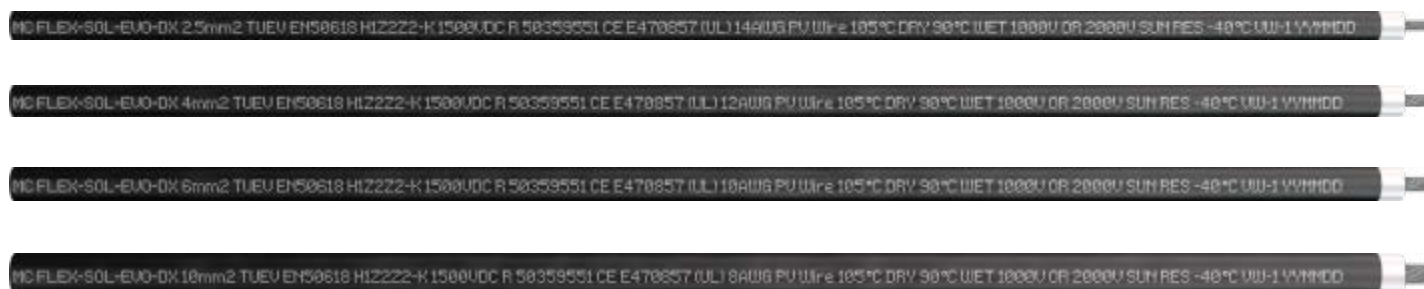 MC FLEX-SOL-EVO-DX 2.5mm2 TUEV EN50618 H1Z2Z2-K 1500VDC R 50359551 CE E470857 (UL) 14AWG PV Wire 105°C DRY 90°C WET 1000V OR 2000V SUN RES -40°C VW-1 YYMMDD
MC FLEX-SOL-EVO-DX 4mm2 TUEV EN50618 H1Z2Z2-K 1500VDC R 50359551 CE E470857 (UL) 12AWG PV Wire 105°C DRY 90°C WET 1000V OR 2000V SUN RES -40°C VW-1 YYMMDD
MC FLEX-SOL-EVO-DX 6mm2 TUEV EN50618 H1Z2Z2-K 1500VDC R 50359551 CE E470857 (UL) 10AWG PV Wire 105°C DRY 90°C WET 1000V OR 2000V SUN RES -40°C VW-1 YYMMDD
MC FLEX-SOL-EVO-DX 10mm2 TUEV EN50618 H1Z2Z2-K 1500VDC R 50359551 CE E470857 (UL) 8AWG PV Wire 105°C DRY 90°C WET 1000V OR 2000V SUN RES -40°C VW-1 YYMMDD